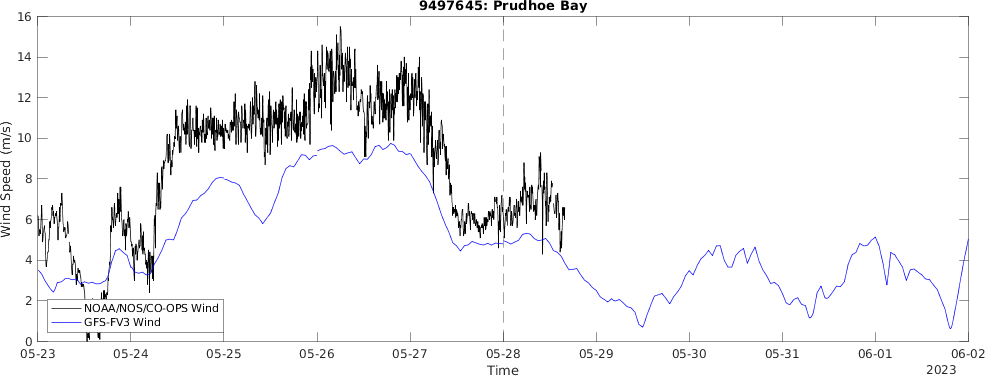 9497645: Prudhoe Bay
16
14
12
10
8
6
4
2
0
Wind Speed (m/s)
NOAA/NOS/CO-OPS Wind
GFS-FV3 Wind
05-23 05-24 05-25 05-26 05-27 05-28 05-29 05-30 05-31 06-01 06-02
Time
2023